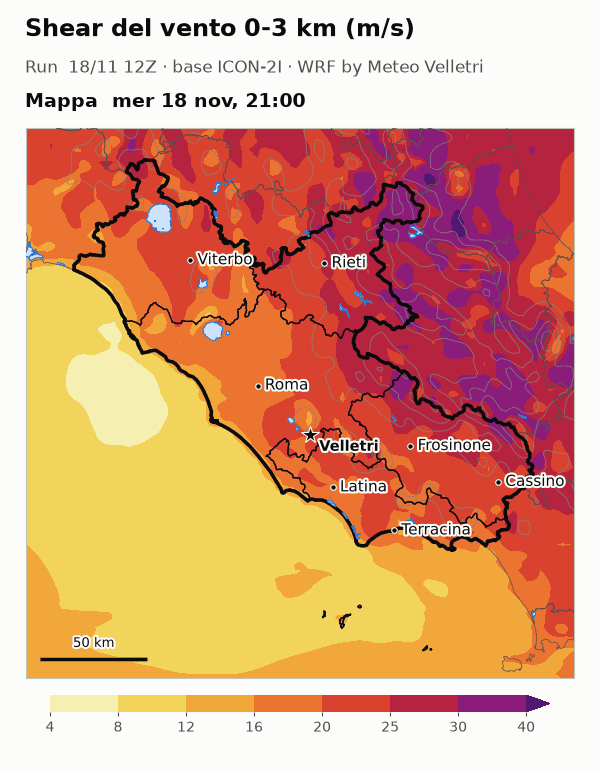 Shear del vento 0-3 km (m/s)
Run 18/11 12Z · base ICON-2I · WRF by Meteo Velletri
Mappa mer 18 nov, 21:00
Viterbo
Rieti
Roma
Velletri
Frosinone
Cassino
Latina
Terracina
50 km
4 8 12 16 20 25 30 40